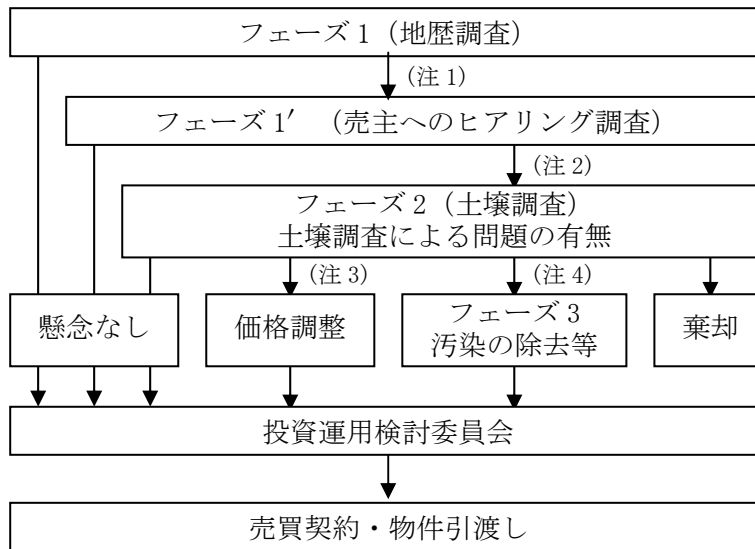 フェーズ1（地歴調査）
（注1）
フェーズ1′　（売主へのヒアリング調査）
（注2）
フェーズ2（土壌調査）
土壌調査による問題の有無
（注3）
（注4）
懸念なし
価格調整
フェーズ3
汚染の除去等
棄却
投資運用検討委員会
売買契約・物件引渡し